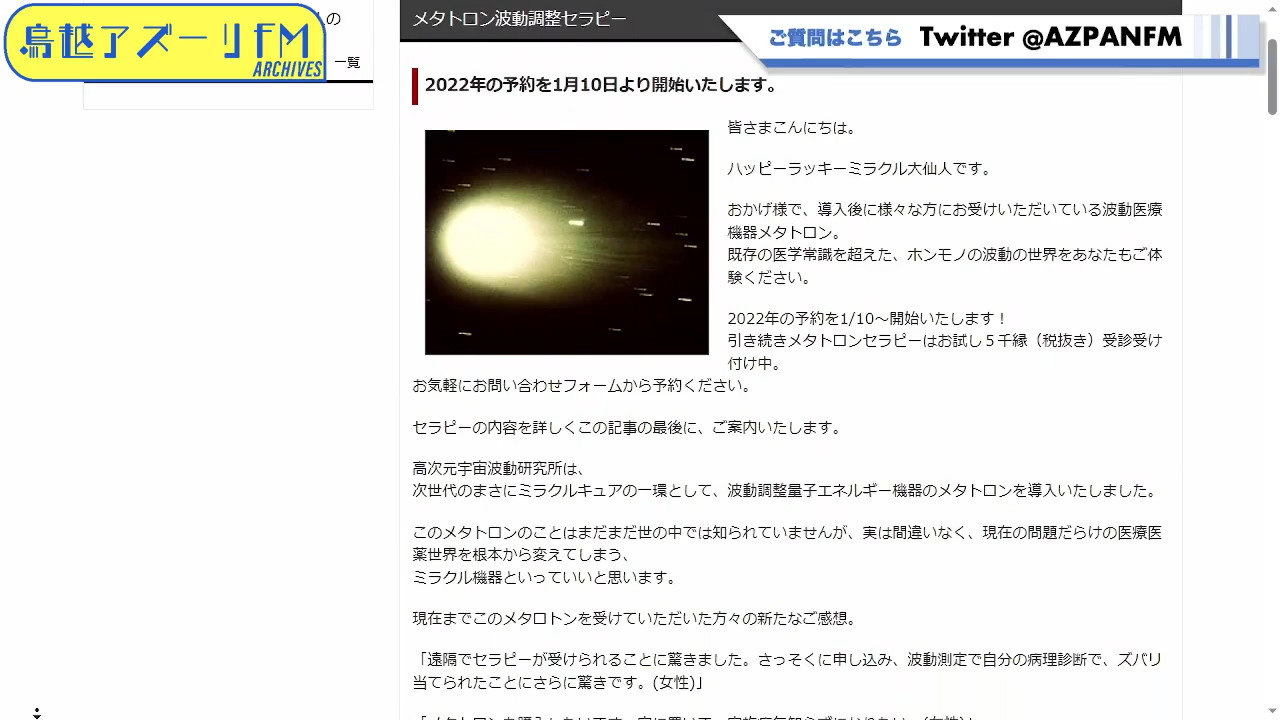 鳥越アズーリFM
ARCHIVES
の
一覧
メタトロン波動調整セラピー
ご質問はこちら Twitter @AZPANFM
2022年の予約を1月10日より開始いたします。
皆さまこんにちは。
ハッピーラッキーミラクル大仙人です。
おかげ様で、導入後に様々な方にお受けいただいている波動医療
機器メタトロン。
既存の医学常識を超えた、ホンモノの波動の世界をあなたもご体
験ください。
2022年の予約を1/10～開始いたします！
引き続きメタトロンセラピーはお試し５千縁（税抜き）受診受け
付け中。
お気軽にお問い合わせフォームから予約ください。
セラピーの内容を詳しくこの記事の最後に、ご案内いたします。
高次元宇宙波動研究所は、
次世代のまさにミラクルキュアの一環として、波動調整量子エネルギー機器のメタトロンを導入いたしました。
このメタトロンのことはまだまだ世の中では知られていませんが、実は間違いなく、現在の問題だらけの医療医
薬世界を根本から変えてしまう、
ミラクル機器といっていいと思います。
現在までこのメタロトンを受けていただいた方々の新たなご感想。
「遠隔でセラピーが受けられることに驚きました。さっそくに申し込み、波動測定で自分の病理診断で、ズバリ
当てられたことにさらに驚きです。(女性)」